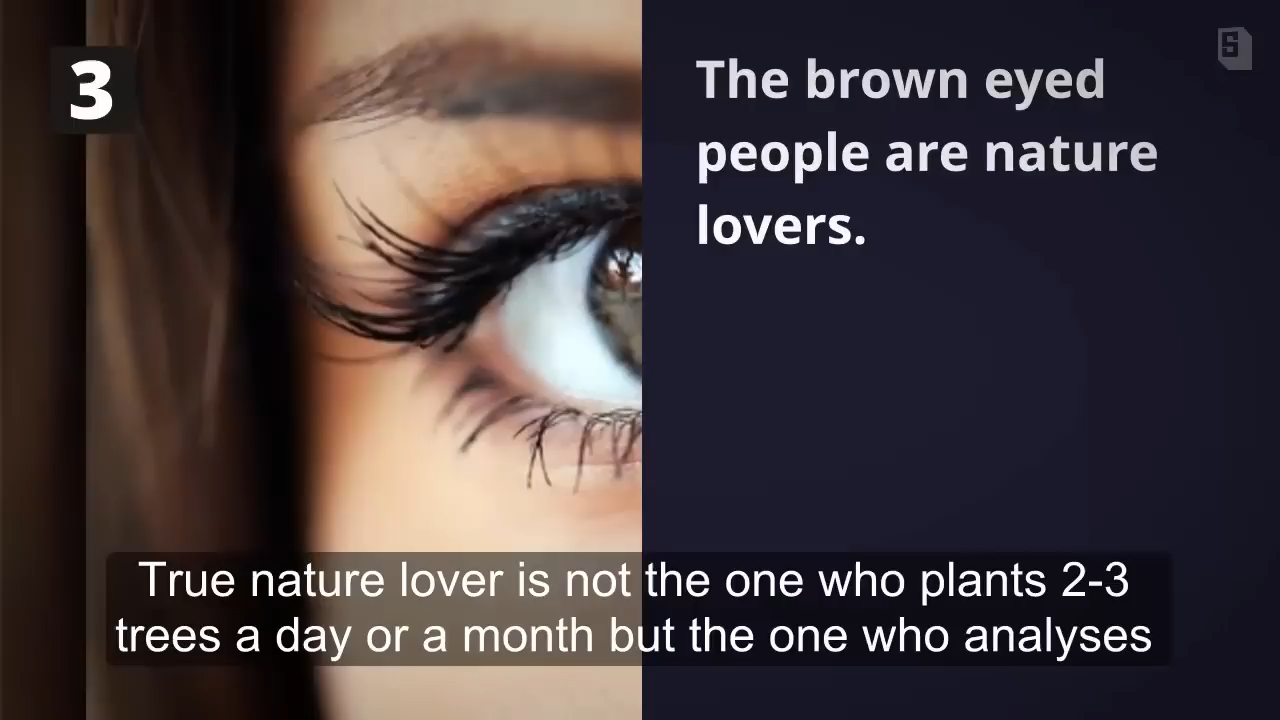 3
The brown eyed
people are nature
lovers.
S
True nature lover is not the one who plants 2-3
trees a day or a month but the one who analyses